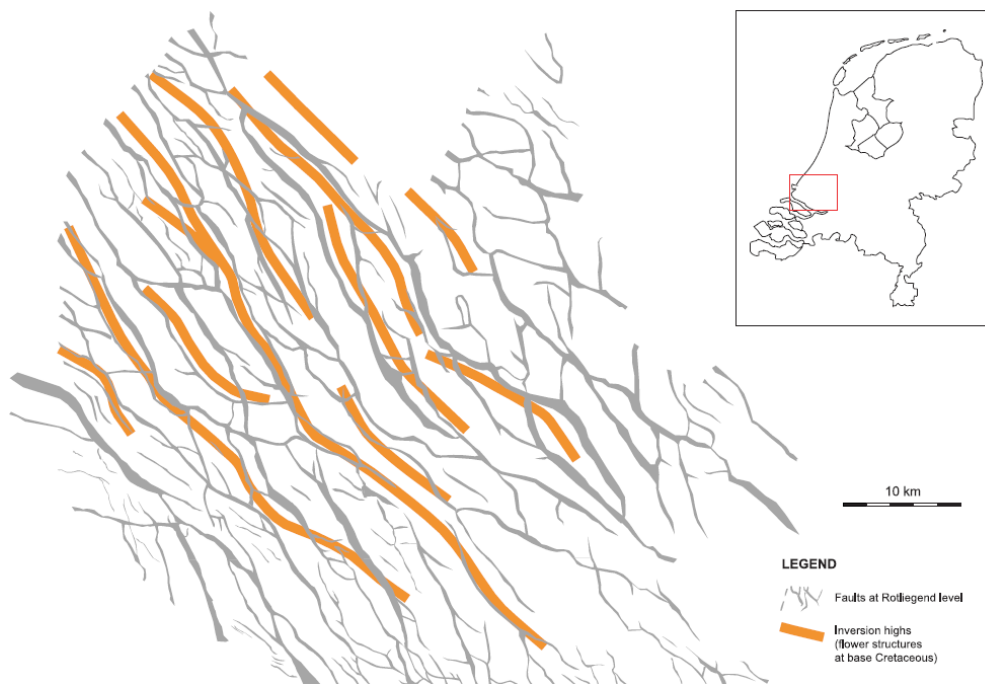 10 km
LEGEND
Faults at Rotliegend level
Inversion highs
(flower structures
at base Cretaceous)